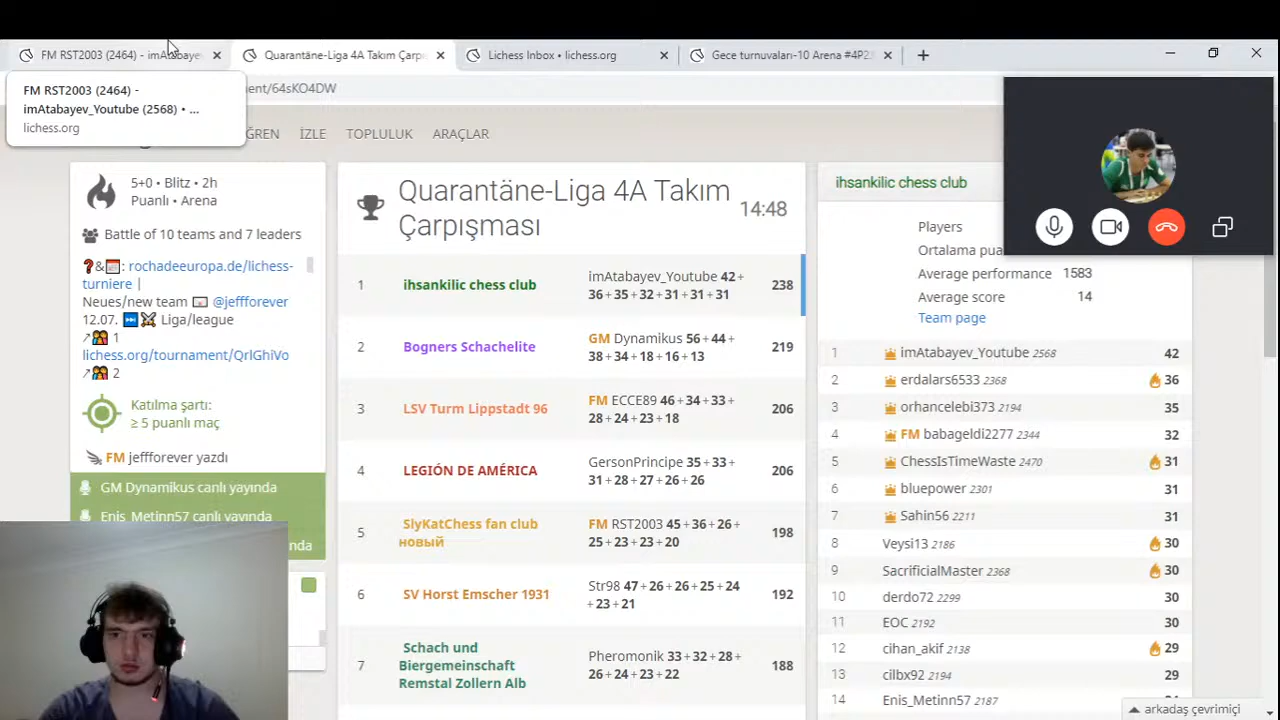 FM RST2003 (2464) - imAtabayev
Quarantäne-Liga 4A Takım Çarpı
Lichess Inbox • lichess.org
Gece turnuvaları-10 Arena #4P2
FM RST2003 (2464) -
imAtabayev_Youtube (2568) • ...
lichess.org
ent/64sKO4DW
ĞREN
İZLE
TOPLULUK
ARAÇLAR
5+0 • Blitz • 2h
Puanlı • Arena
Battle of 10 teams and 7 leaders
❓&📅: rochadeeuropa.de/lichess-
turniere |
Neues/new team @jeffforever
12.07. Liga/league
↗👥 1
lichess.org/tournament/QrlGhiVo
↗👥 2
Katılma şartı:
≥ 5 puanlı maç
FM jeffforever yazdı
GM Dynamikus canlı yayında
Enis_Metinn57 canlı yayında
nda
Quarantäne-Liga 4A Takım
Çarpışması
14:48
1 ihsankilic chess club imAtabayev_Youtube 42+
36+35+32+31+31+31 238
2 Bogners Schachelite GM Dynamikus 56+44+
38+34+18+16+13 219
3 LSV Turm Lippstadt 96 FM ECCE89 46+34+33+
28+24+23+18 206
4 LEGIÓN DE AMÉRICA GersonPrincipe 35+33+
31+28+27+26+26 206
5 SlyKatChess fan club
новый FM RST2003 45+36+26+
25+23+23+20 198
6 SV Horst Emscher 1931 Str98 47+26+26+25+24
+23+21 192
7 Schach und
Biergemeinschaft
Remstal Zollern Alb Pheromonik 33+32+28+
26+24+23+22 188
ihsankilic chess club
Players
Ortalama pua
Average performance 1583
Average score 14
Team page
1 imAtabayev_Youtube 2568 42
2 erdalars6533 2368 36
3 orhancelebi373 2194 35
4 FM babageldi2277 2344 32
5 ChessIsTimeWaste 2470 31
6 bluepower 2301 31
7 Sahin56 2211 31
8 Veysi13 2186 30
9 SacrificialMaster 2368 30
10 derdo72 2299 30
11 EOC 2192 30
12 cihan_akif 2138 29
13 cilbx92 2194 29
14 Enis_Metinn57 2187
arkadaş çevrimiçi